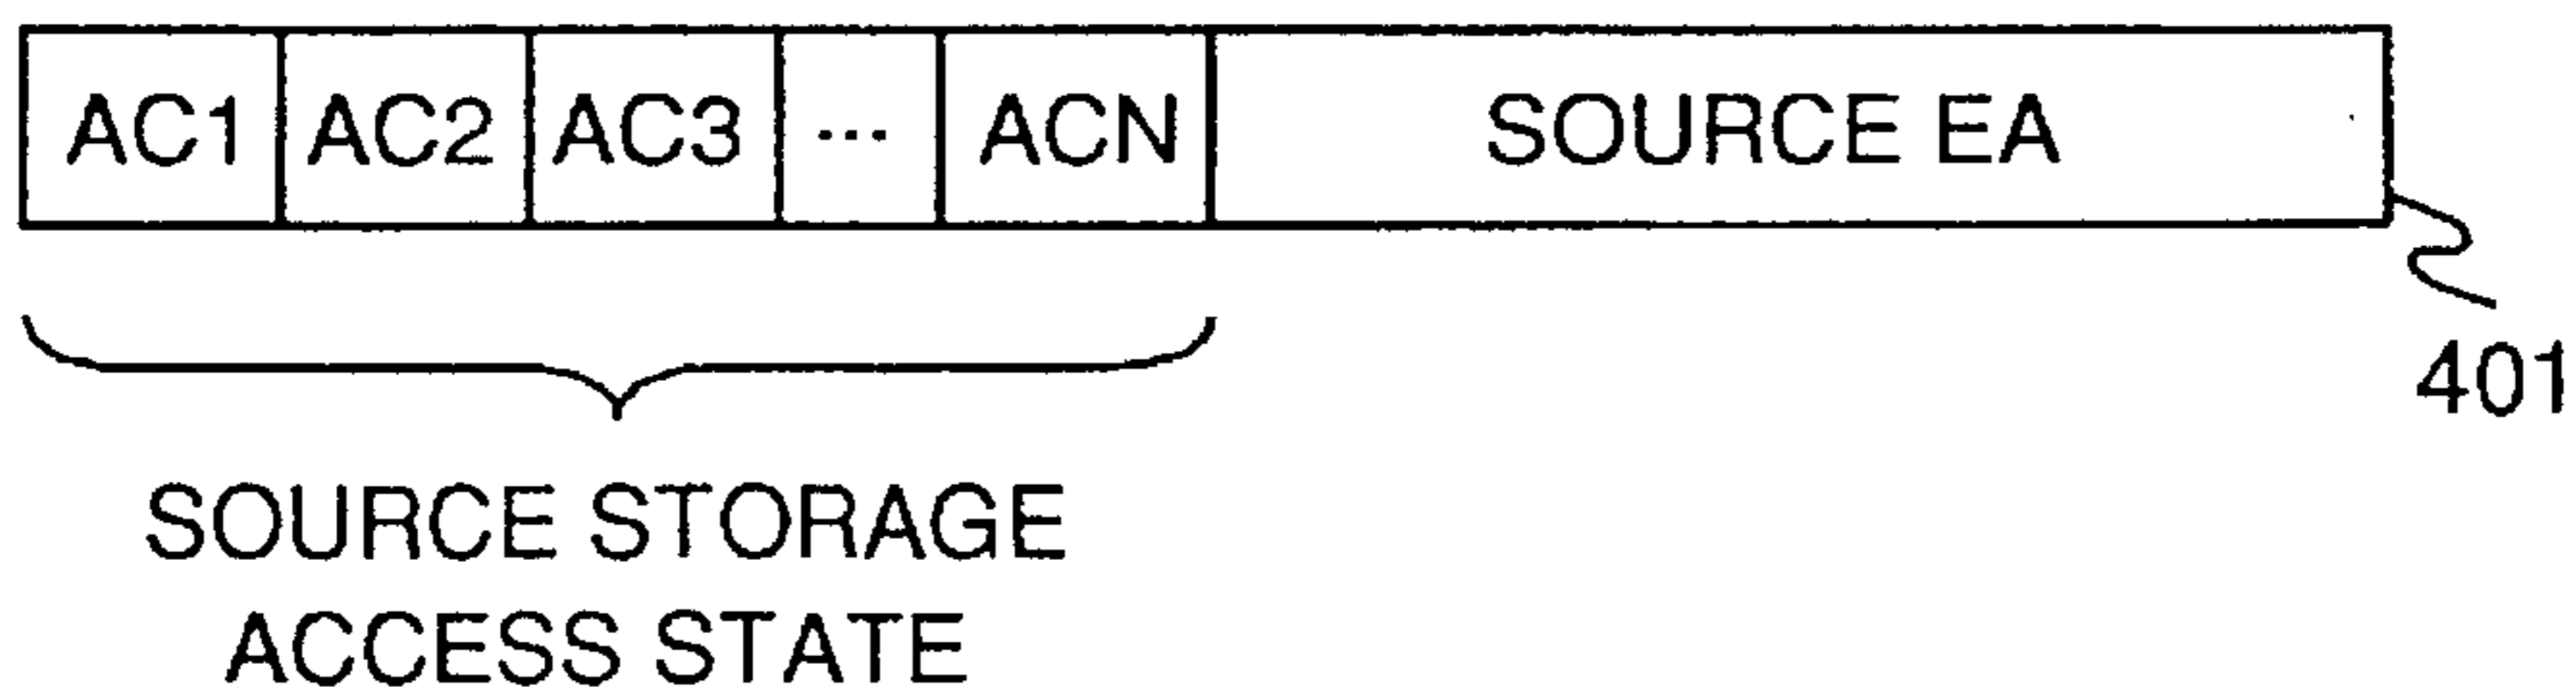 AC1 AC2 AC3 ... ACN SOURCE EA
401
SOURCE STORAGE
ACCESS STATE